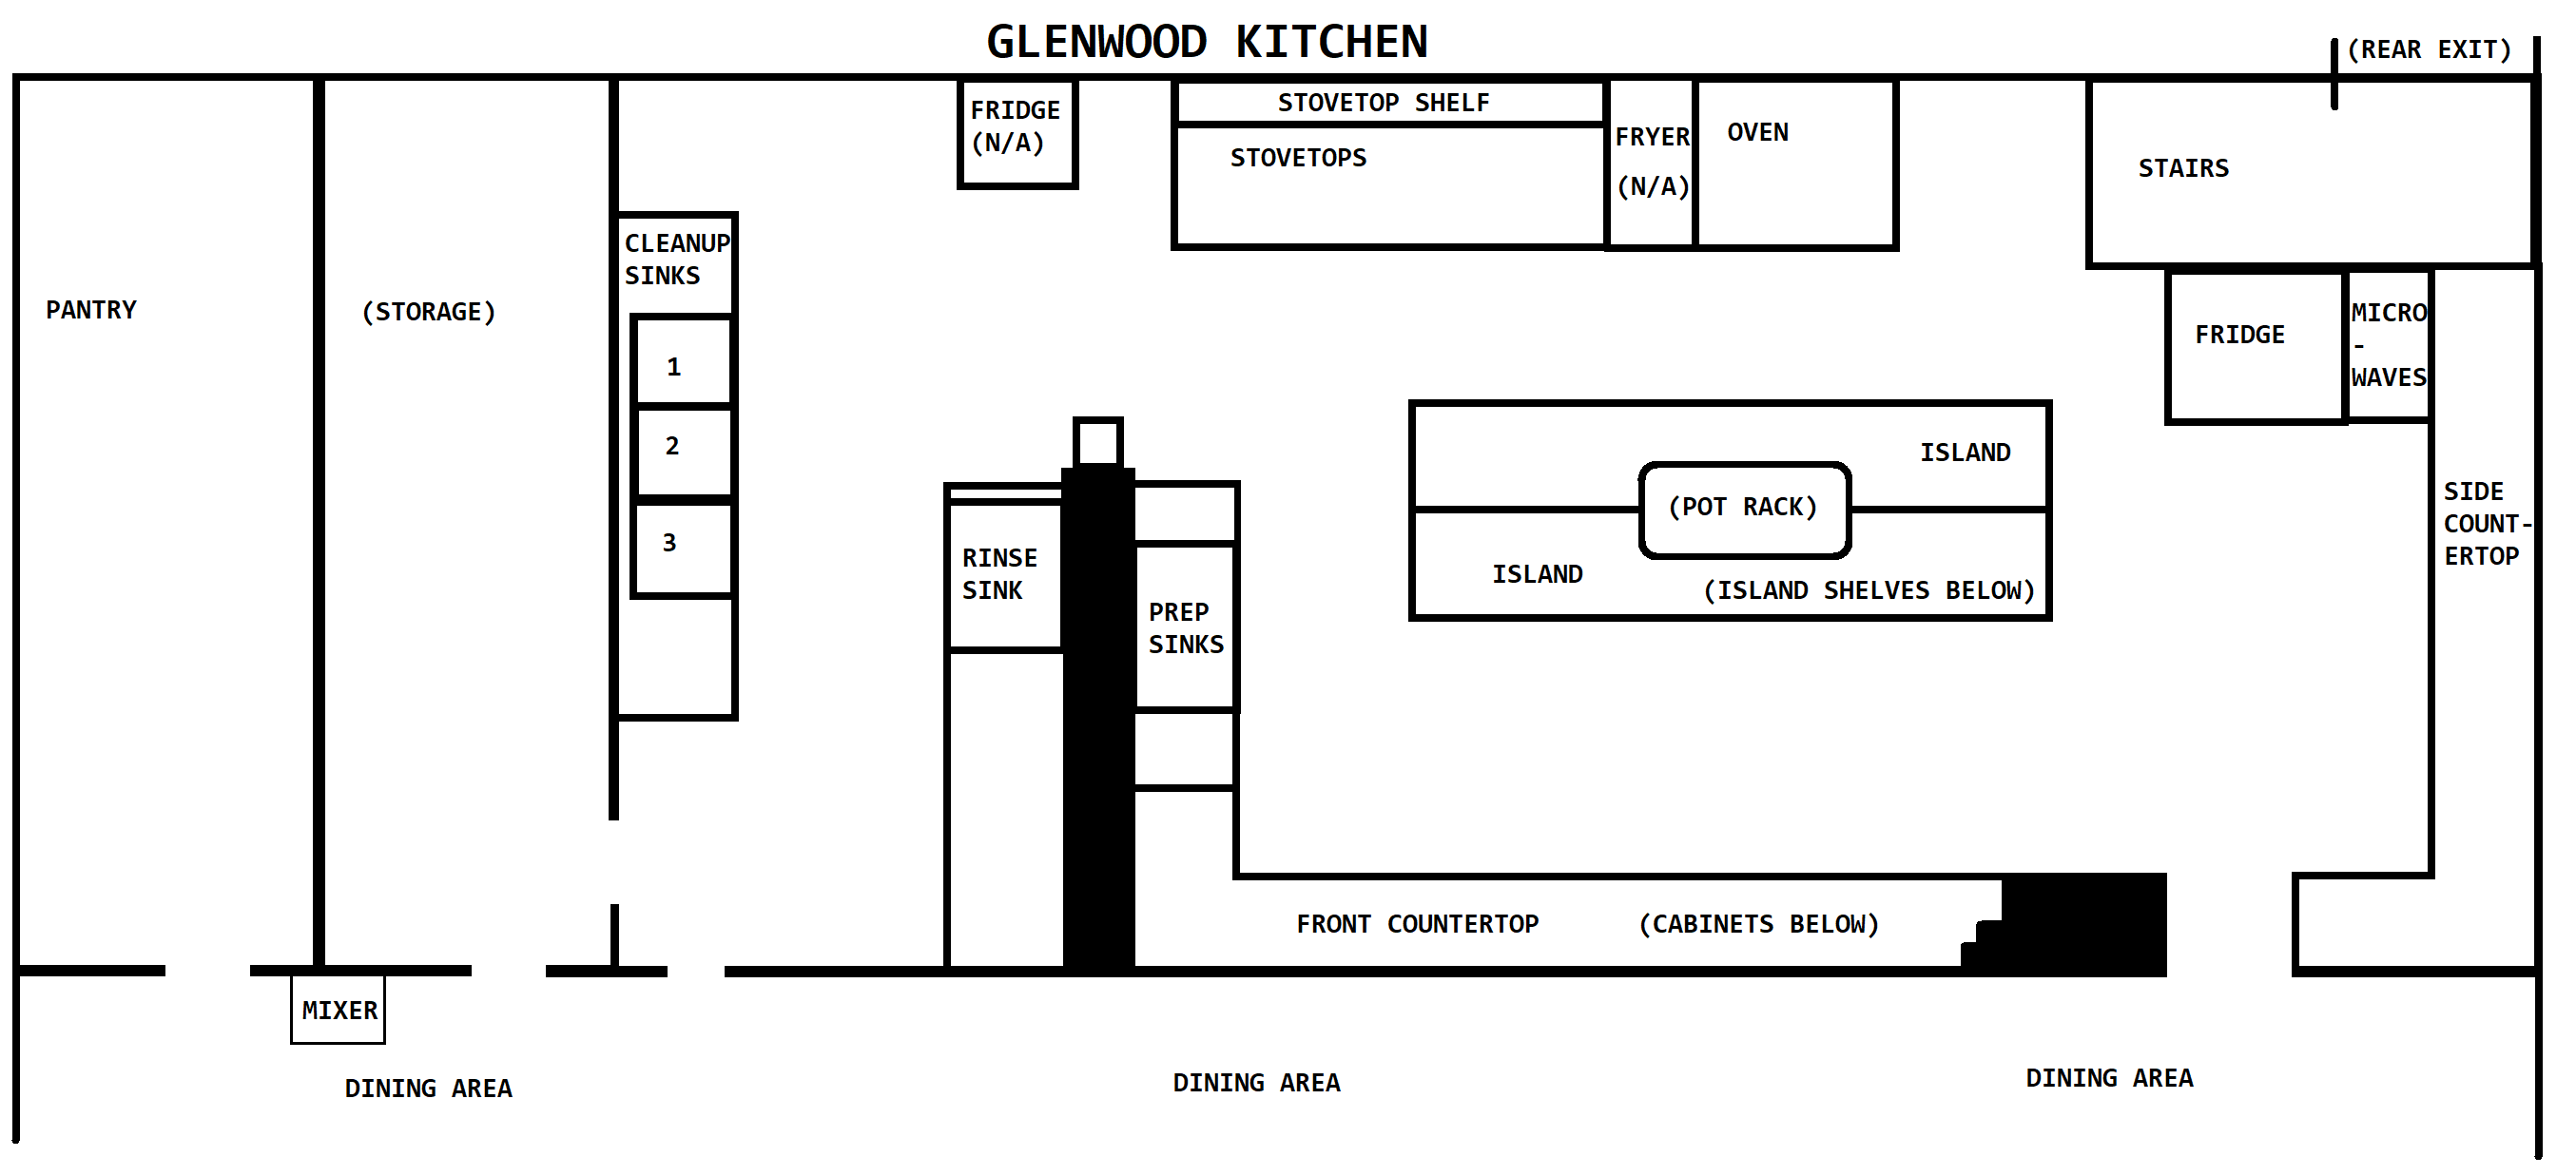 GLENWOOD KITCHEN
(REAR EXIT)
FRIDGE
(N/A)
STOVETOP SHELF
STOVETOPS
FRYER
(N/A)
OVEN
STAIRS
PANTRY
(STORAGE)
CLEANUP
SINKS
1
2
3
FRIDGE
MICRO
-
WAVES
ISLAND
(POT RACK)
ISLAND
(ISLAND SHELVES BELOW)
SIDE
COUNT-
ERTOP
RINSE
SINK
PREP
SINKS
FRONT COUNTERTOP
(CABINETS BELOW)
MIXER
DINING AREA
DINING AREA
DINING AREA